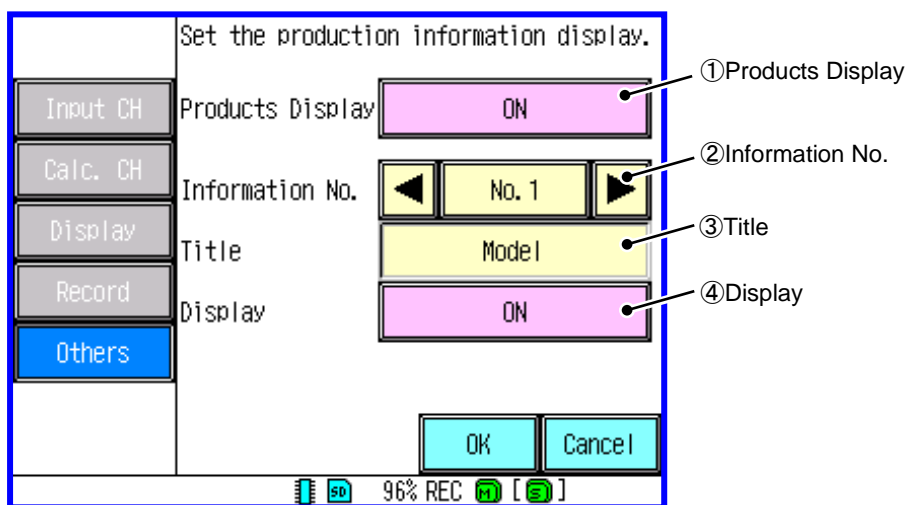 Set the production information display.
①Products Display
Input CH
Products Display
ON
Calc. CH
②Information No.
Information No.
No. 1
Display
③Title
Title
Model
Record
④Display
Display
ON
Others
OK
Cancel
SD 96% REC M [S]